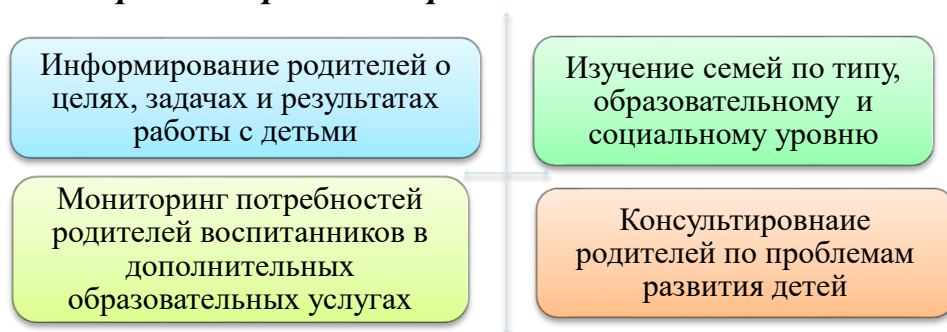 Информирование родителей о
целях, задачах и результатах
работы с детьми
Изучение семей по типу,
образовательному и
социальному уровню
Мониторинг потребностей
родителей воспитанников в
дополнительных
образовательных услугах
Консультировнаие
родителей по проблемам
развития детей